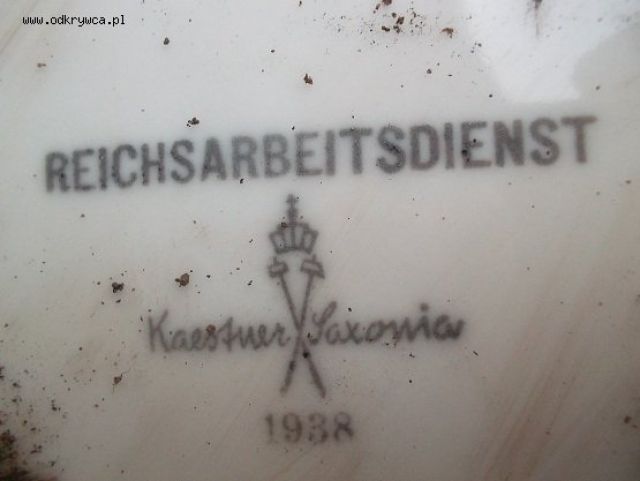 www.odkrywca.pl
REICHSARBEITSDIENST
Kaestner Saxonia
1938